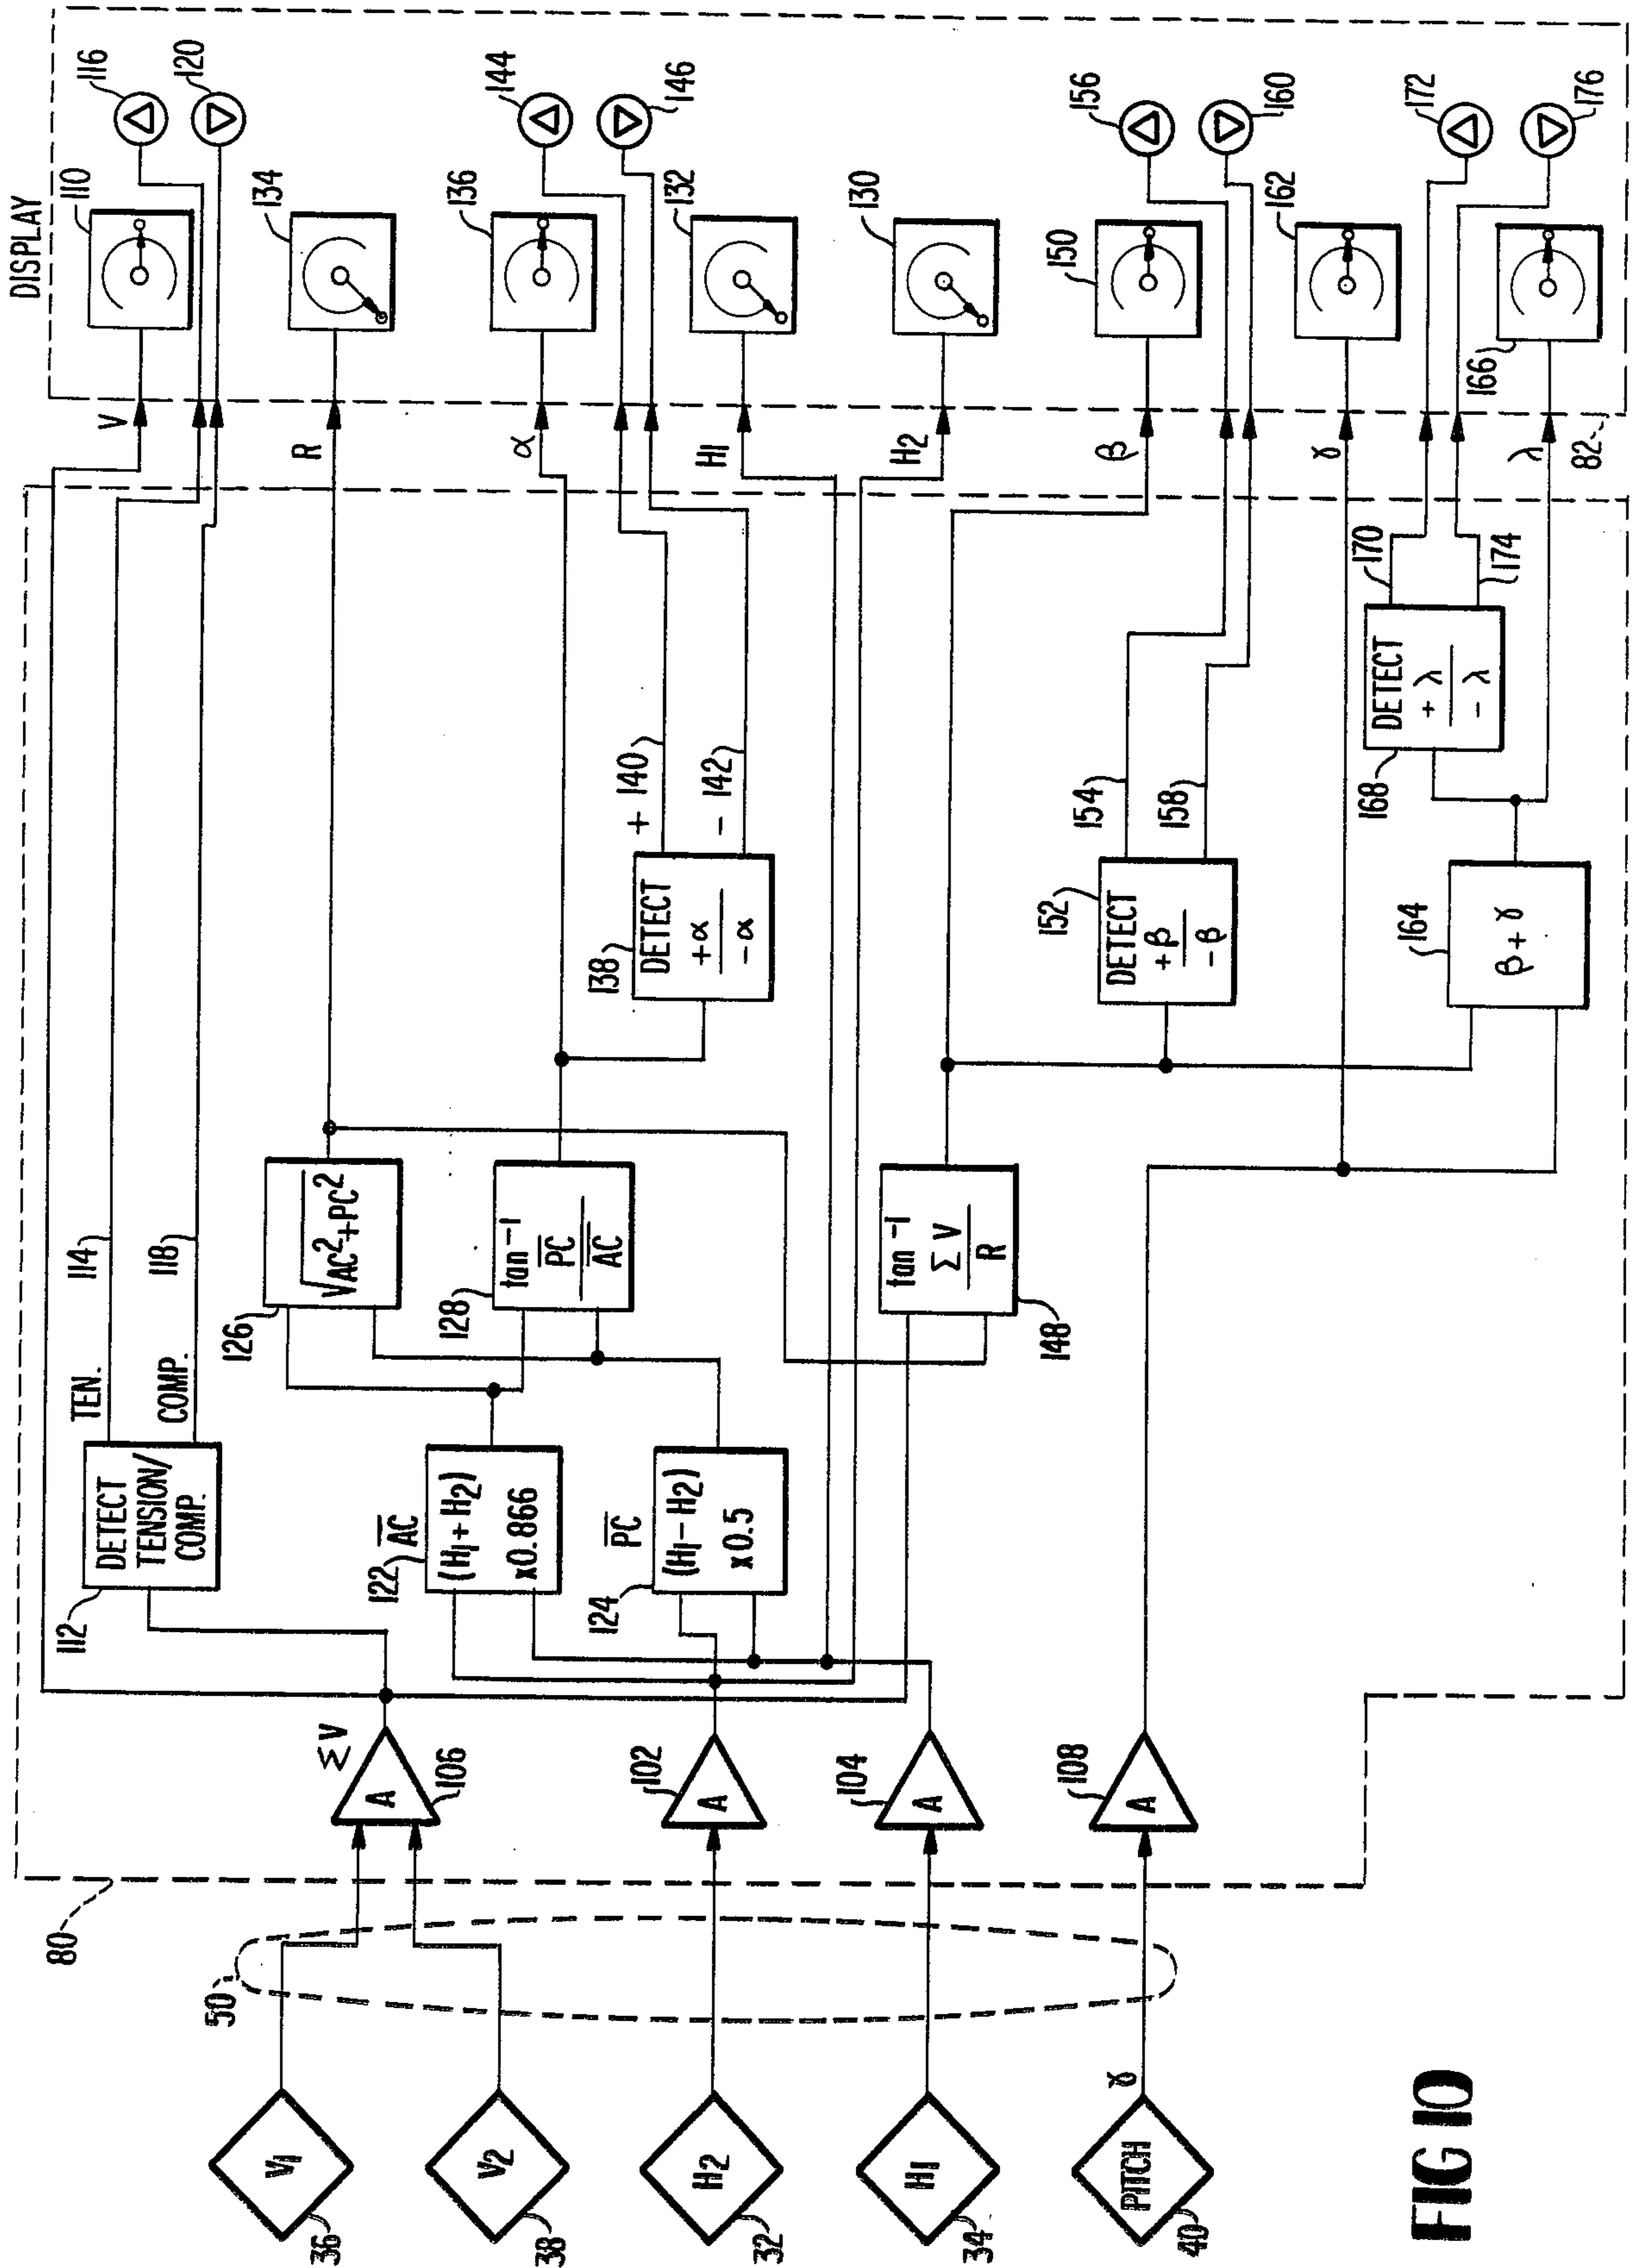 DISPLAY
116
120
110
V
134
R
144
146
136
α
132
H1
130
H2
156
160
150
β
162
γ
172
176
166
λ
82
114
TEN.
118
COMP.
DETECT
TENSION/
COMP.
112
126
√AC²+PC²
128
tan⁻¹
P̅C̅
A̅C̅
A̅C̅
122
(H₁+H₂)
x0.866
P̅C̅
124
(H₁-H₂)
x0.5
138
DETECT
+α
-α
+
140
-
142
148
tan⁻¹
ΣV
R
152
DETECT
+β
-β
154
158
164
β+γ
168
DETECT
+λ
-λ
170
174
ΣV
A
106
A
102
A
104
A
108
80
50
V₁
36
V₂
38
H₂
32
H₁
34
PITCH
40
γ
FIG 10